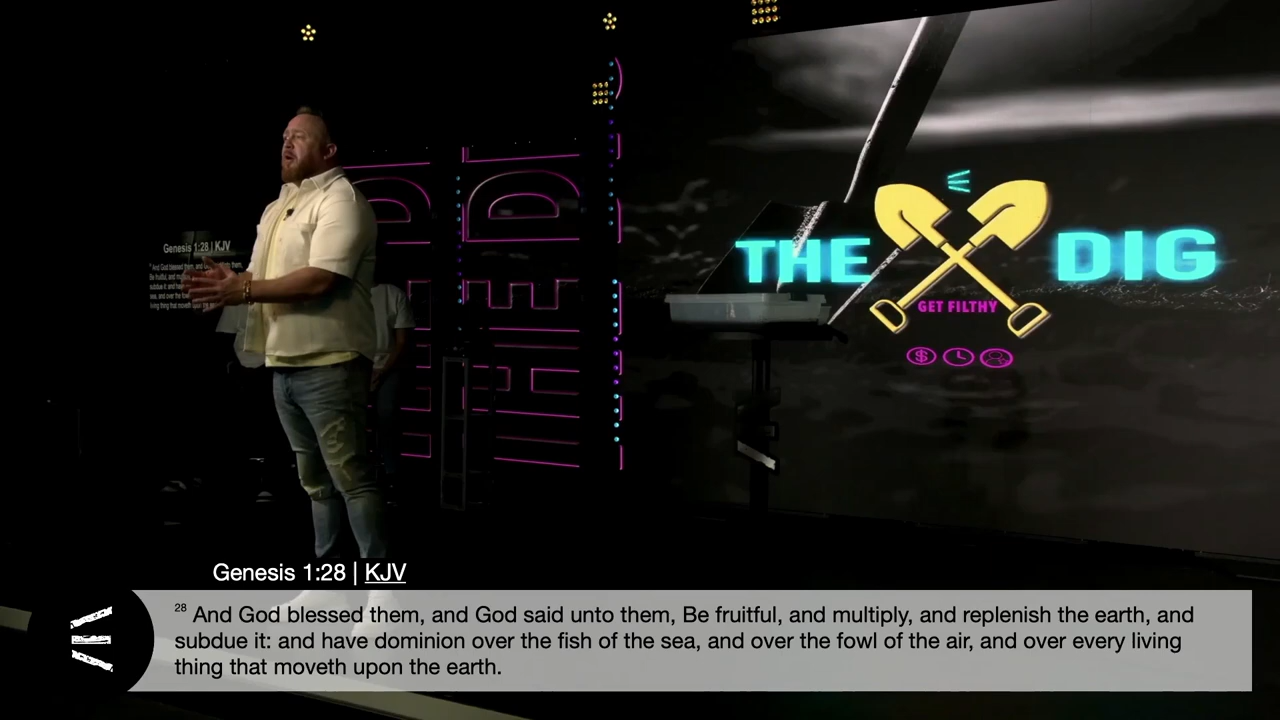 THE DIG
GET FILTHY
THE DI
Genesis 1:28 | KJV
Genesis 1:28 | KJV
28 And God blessed them, and God said unto them, Be fruitful, and multiply, and replenish the earth, and
subdue it: and have dominion over the fish of the sea, and over the fowl of the air, and over every living
thing that moveth upon the earth.